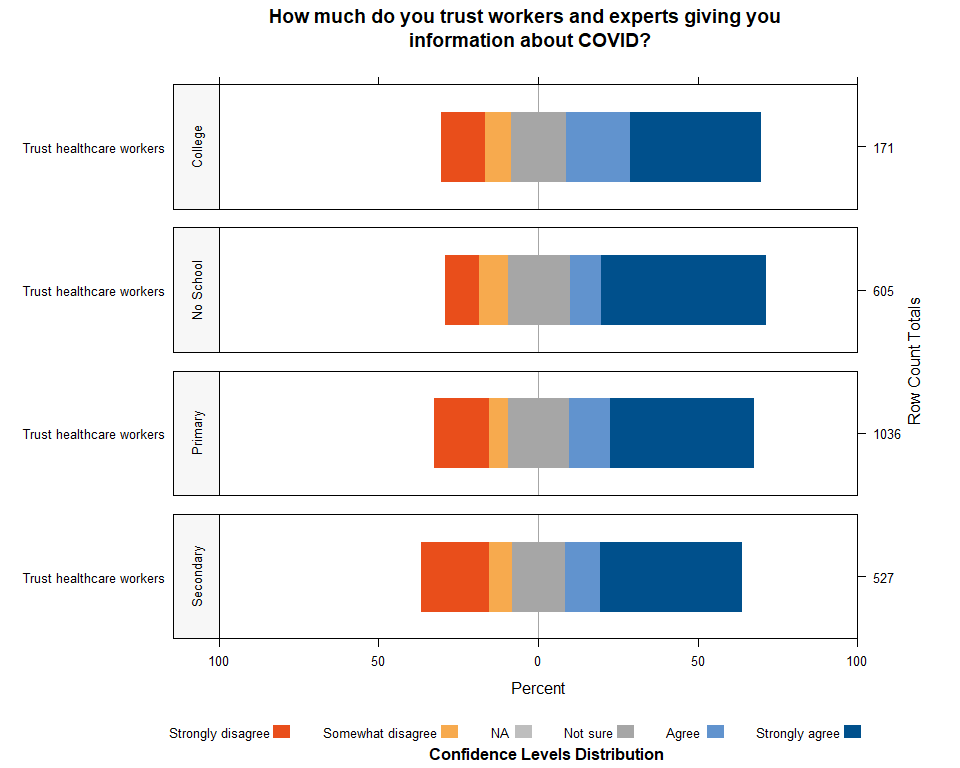 How much do you trust workers and experts giving you
information about COVID?
Trust healthcare workers
College
171
Trust healthcare workers
No School
605
Trust healthcare workers
Primary
1036
Trust healthcare workers
Secondary
527
Row Count Totals
100 50 0 50 100
Percent
Strongly disagree Somewhat disagree NA Not sure Agree Strongly agree
Confidence Levels Distribution